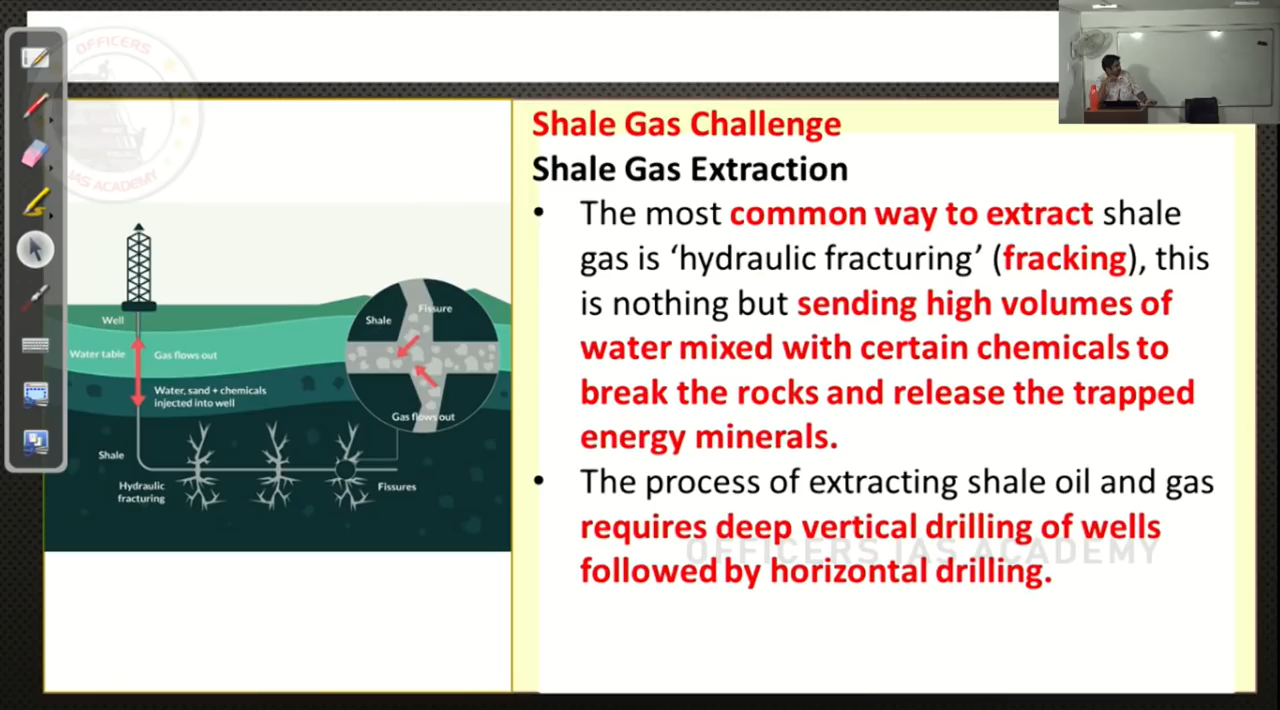 OFFICERS
IAS ACADEMY
Shale Gas Challenge
Shale Gas Extraction
• The most common way to extract shale
gas is ‘hydraulic fracturing’ (fracking), this
is nothing but sending high volumes of
water mixed with certain chemicals to
break the rocks and release the trapped
energy minerals.
• The process of extracting shale oil and gas
requires deep vertical drilling of wells
followed by horizontal drilling.
OFFICERS IAS ACADEMY
Well
Water table
Gas flows out
Water, sand + chemicals
injected into well
Shale
Hydraulic
fracturing
Fissures
Shale
Fissure
Gas flows out